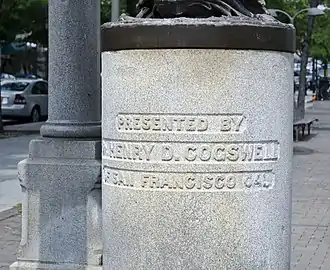 PRESENTED BY
HENRY D. COGSWELL
SAN FRANCISCO CAL